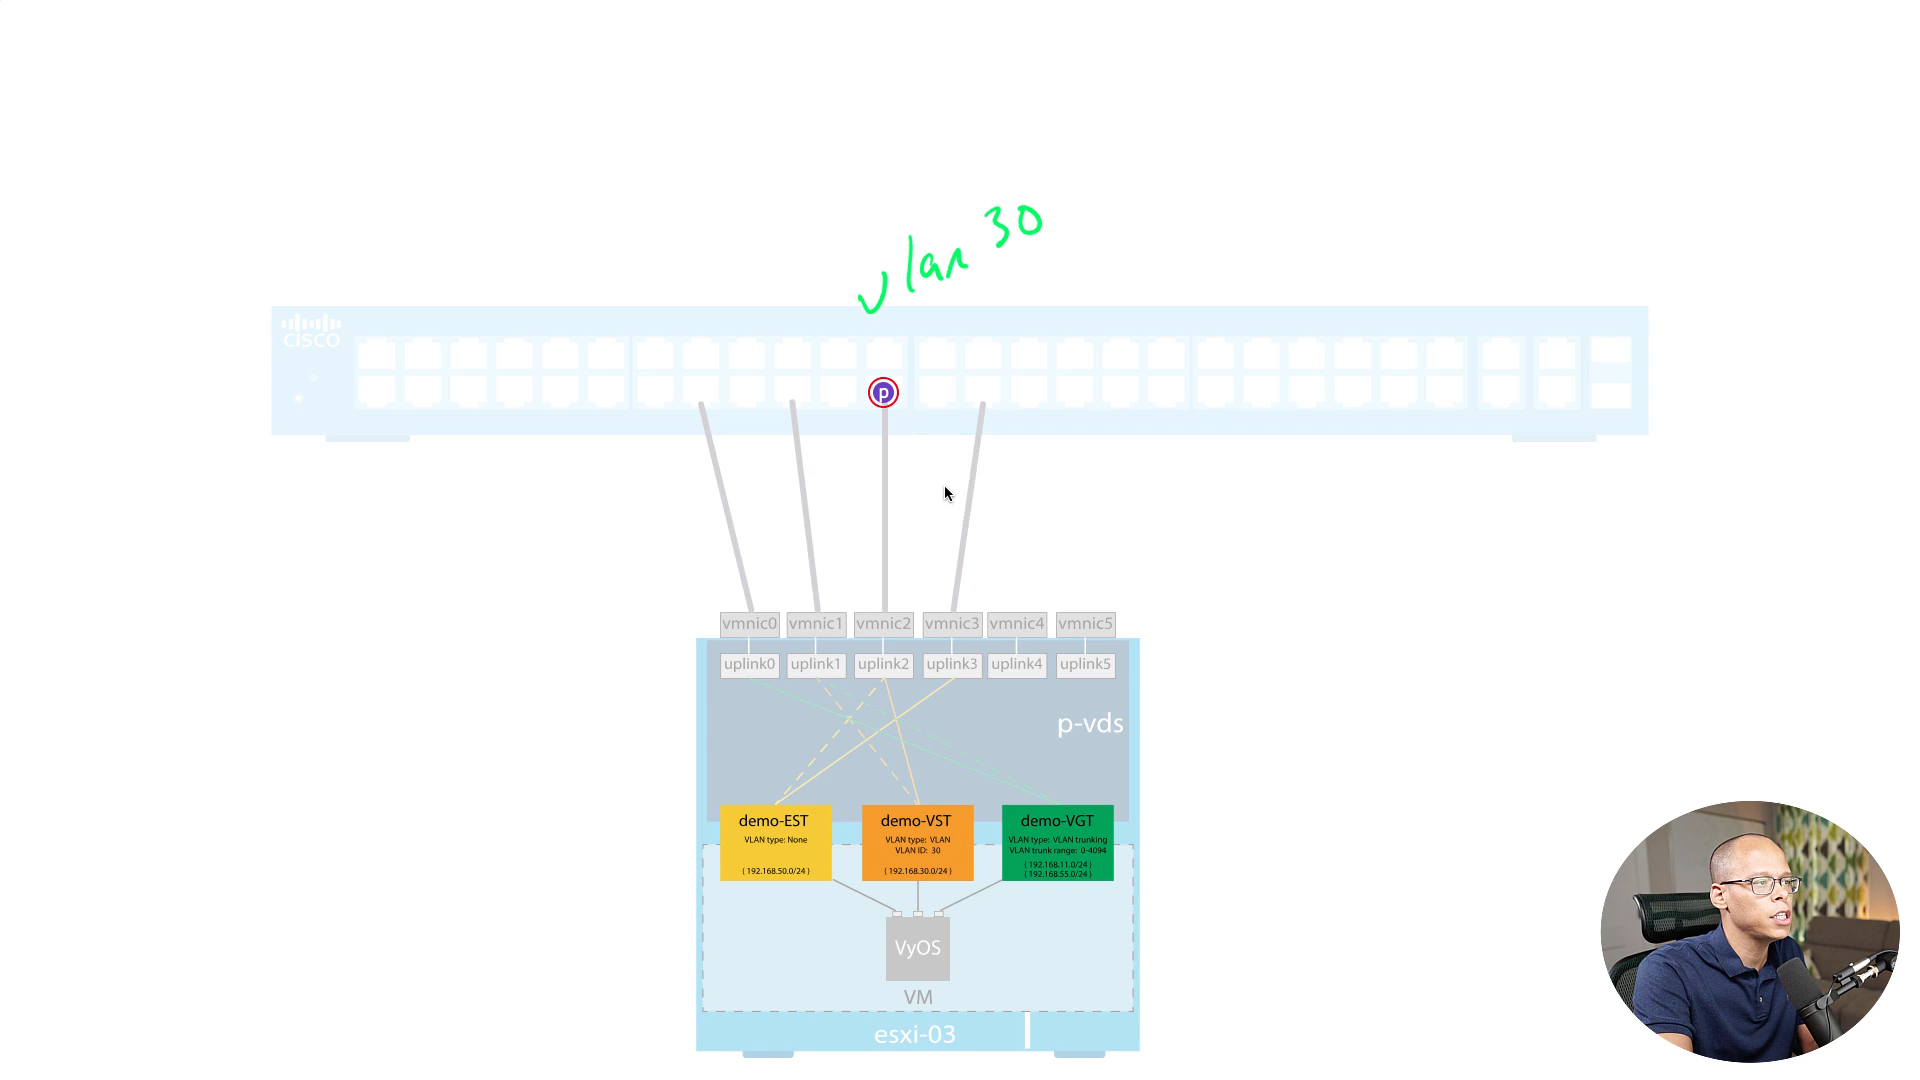 vlan 30
CISCO
p
vmnic0 vmnic1 vmnic2 vmnic3 vmnic4 vmnic5
uplink0 uplink1 uplink2 uplink3 uplink4 uplink5
p-vds
demo-EST
VLAN type: None
( 192.168.50.0/24 )
demo-VST
VLAN type: VLAN
VLAN ID: 30
( 192.168.30.0/24 )
demo-VGT
VLAN type: VLAN trunking
VLAN trunk range: 0-4094
( 192.168.11.0/24 )
( 192.168.55.0/24 )
VyOS
VM
esxi-03